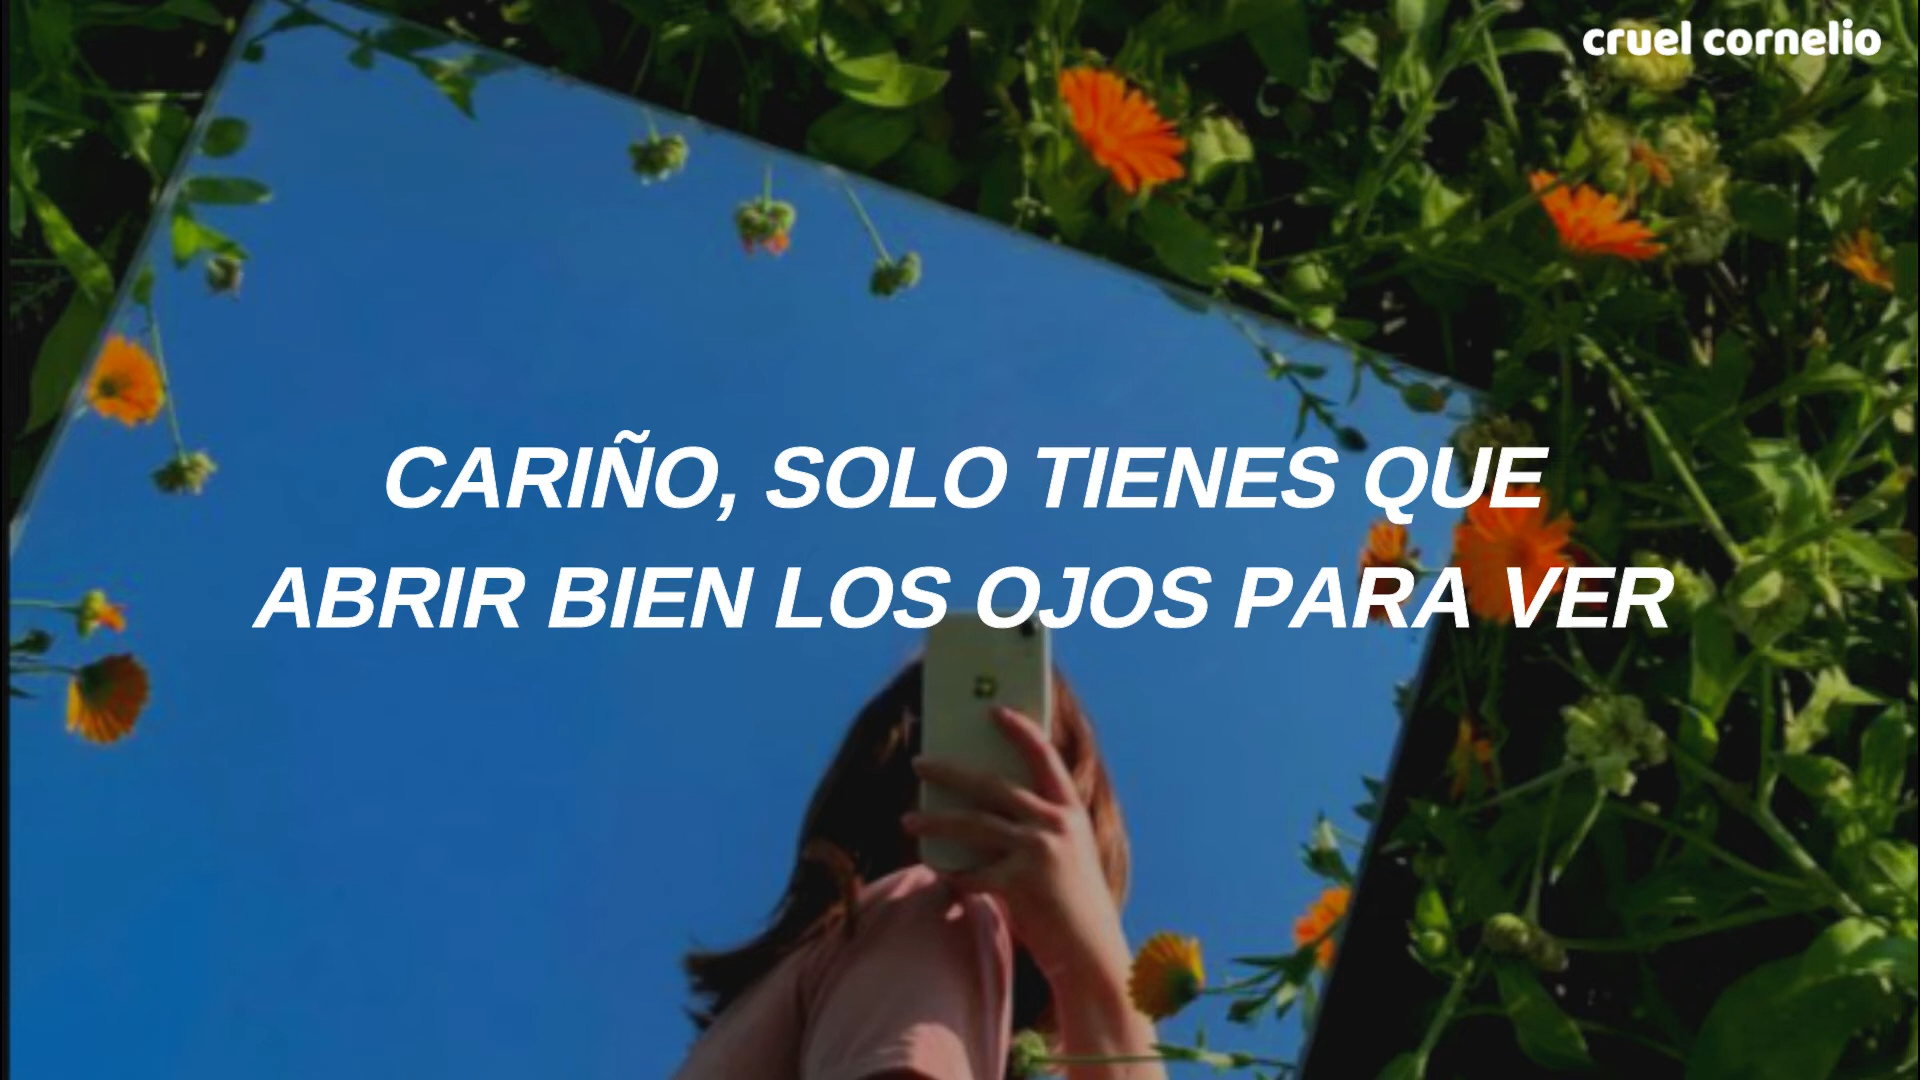 cruel cornelio
CARIÑO, SOLO TIENES QUE
ABRIR BIEN LOS OJOS PARA VER